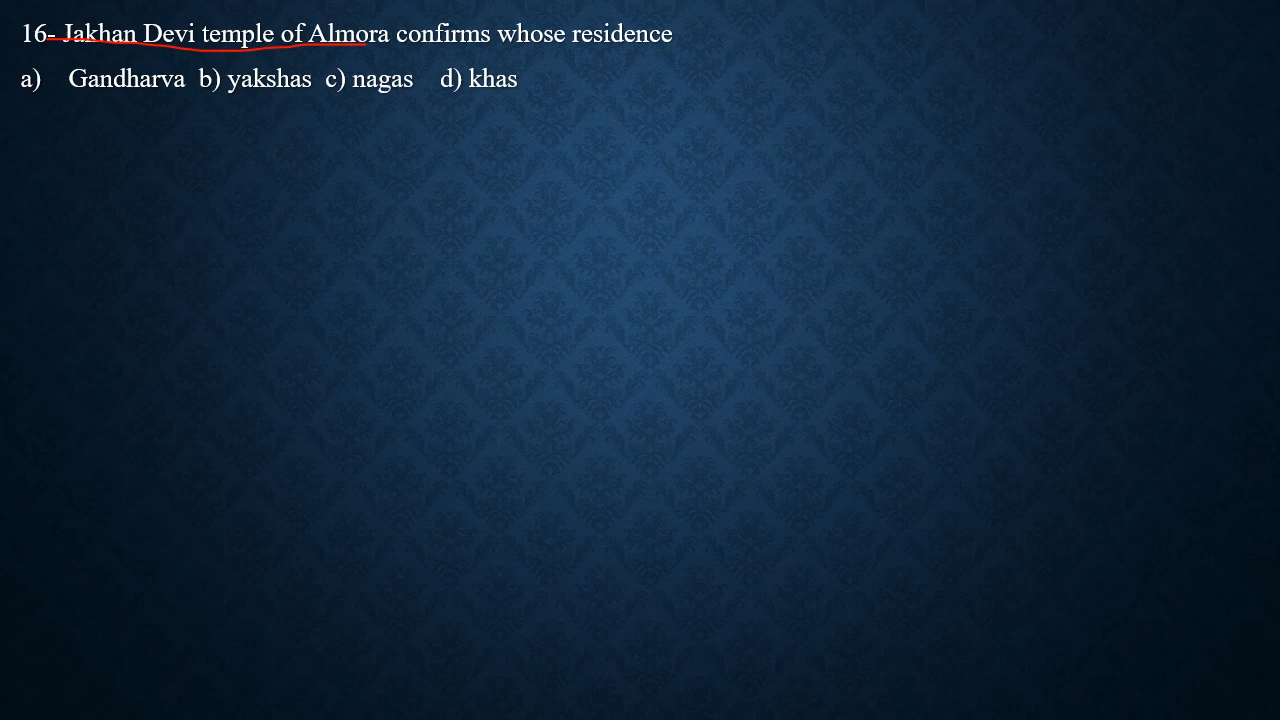 16- Jakhan Devi temple of Almora confirms whose residence
a) Gandharva b) yakshas c) nagas d) khas